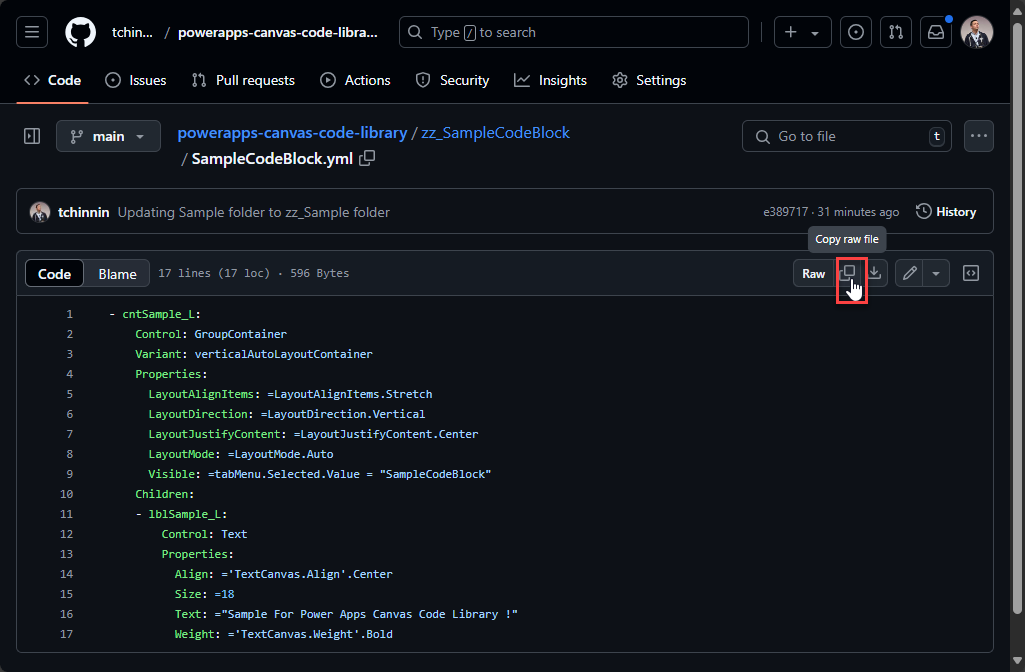 tchin... / powerapps-canvas-code-libra... Type / to search
Code Issues Pull requests Actions Security Insights Settings
main powerapps-canvas-code-library / zz_SampleCodeBlock Go to file t
/ SampleCodeBlock.yml
tchinnin Updating Sample folder to zz_Sample folder e389717 · 31 minutes ago History
Copy raw file
Code Blame 17 lines (17 loc) · 596 Bytes Raw
1 - cntSample_L:
2 Control: GroupContainer
3 Variant: verticalAutoLayoutContainer
4 Properties:
5 LayoutAlignItems: =LayoutAlignItems.Stretch
6 LayoutDirection: =LayoutDirection.Vertical
7 LayoutJustifyContent: =LayoutJustifyContent.Center
8 LayoutMode: =LayoutMode.Auto
9 Visible: =tabMenu.Selected.Value = "SampleCodeBlock"
10 Children:
11 - lblSample_L:
12 Control: Text
13 Properties:
14 Align: ='TextCanvas.Align'.Center
15 Size: =18
16 Text: ="Sample For Power Apps Canvas Code Library !"
17 Weight: ='TextCanvas.Weight'.Bold